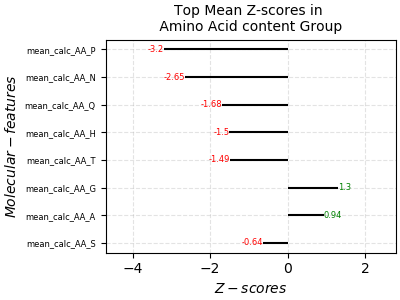 Top Mean Z-scores in
Amino Acid content Group
Molecular − features
mean_calc_AA_P
-3.2
mean_calc_AA_N
-2.65
mean_calc_AA_Q
-1.68
mean_calc_AA_H
-1.5
mean_calc_AA_T
-1.49
mean_calc_AA_G
1.3
mean_calc_AA_A
0.94
mean_calc_AA_S
-0.64
−4 −2 0 2
Z − scores